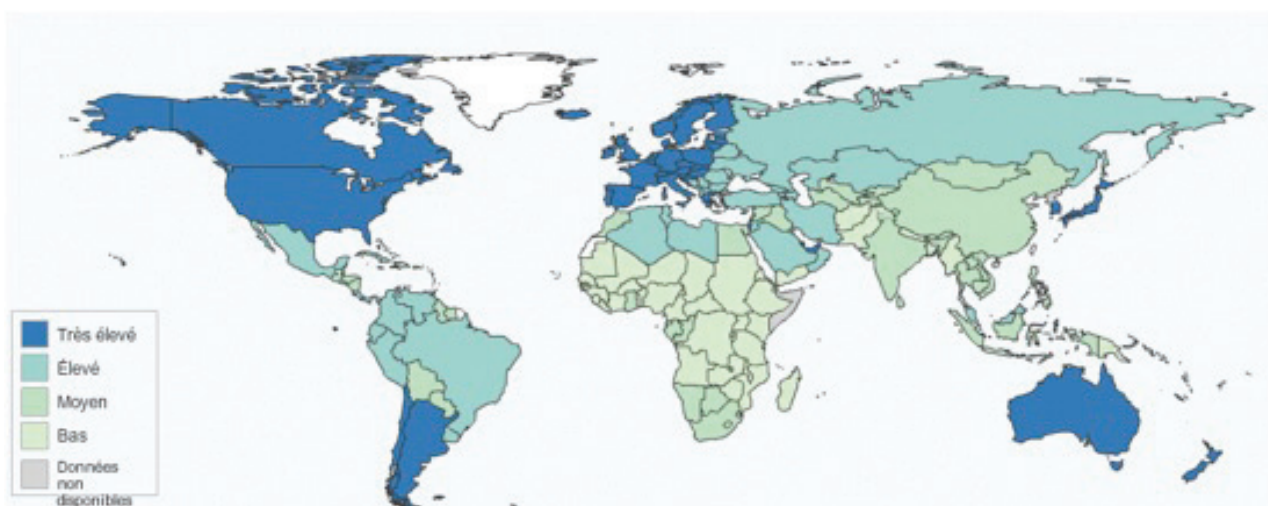 Très élevé
Élevé
Moyen
Bas
Données
non
disponibles